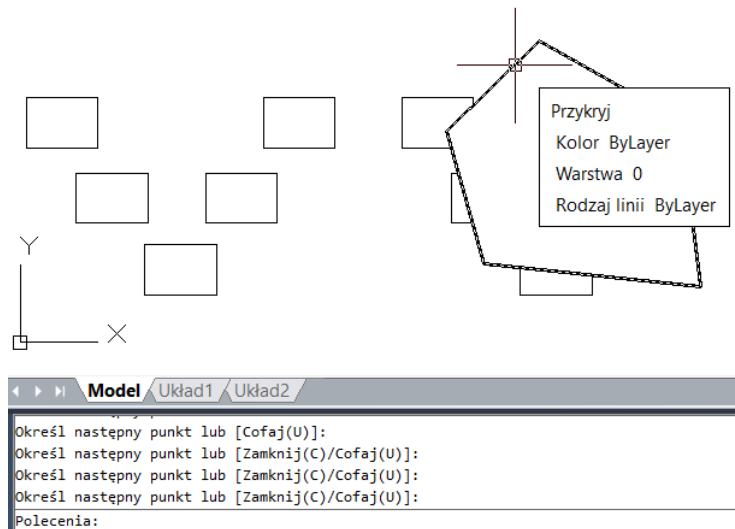 Przykryj
Kolor ByLayer
Warstwa 0
Rodzaj linii ByLayer
Y
X
Model Układ1 Układ2
Określ następny punkt lub [Cofaj(U)]:
Określ następny punkt lub [Zamknij(C)/Cofaj(U)]:
Określ następny punkt lub [Zamknij(C)/Cofaj(U)]:
Określ następny punkt lub [Zamknij(C)/Cofaj(U)]:
Polecenia: